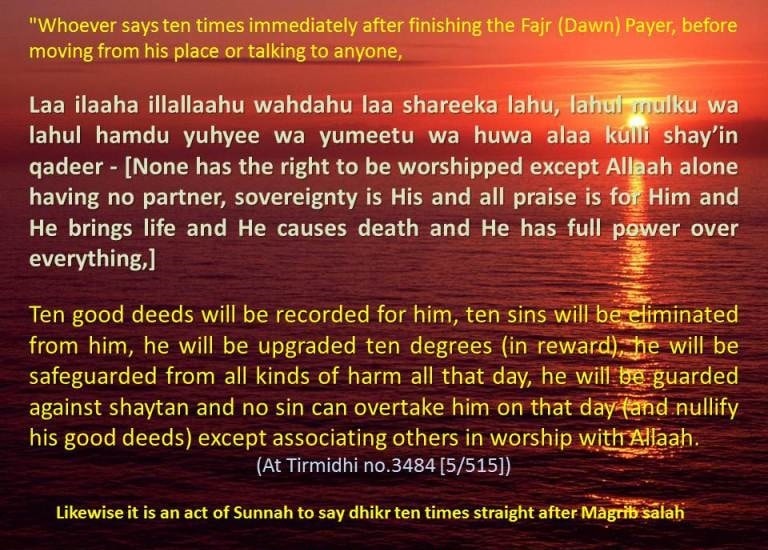 "Whoever says ten times immediately after finishing the Fajr (Dawn) Payer, before
moving from his place or talking to anyone,
Laa ilaaha illallaahu wahdahu laa shareeka lahu, lahul mulku wa
lahul hamdu yuhyee wa yumeetu wa huwa alaa kulli shay'in
qadeer - [None has the right to be worshipped except Allaah alone
having no partner, sovereignty is His and all praise is for Him and
He brings life and He causes death and He has full power over
everything,]
Ten good deeds will be recorded for him, ten sins will be eliminated
from him, he will be upgraded ten degrees (in reward), he will be
safeguarded from all kinds of harm all that day, he will be guarded
against shaytan and no sin can overtake him on that day (and nullify
his good deeds) except associating others in worship with Allaah.
(At Tirmidhi no.3484 [5/515])
Likewise it is an act of Sunnah to say dhikr ten times straight after Magrib salah